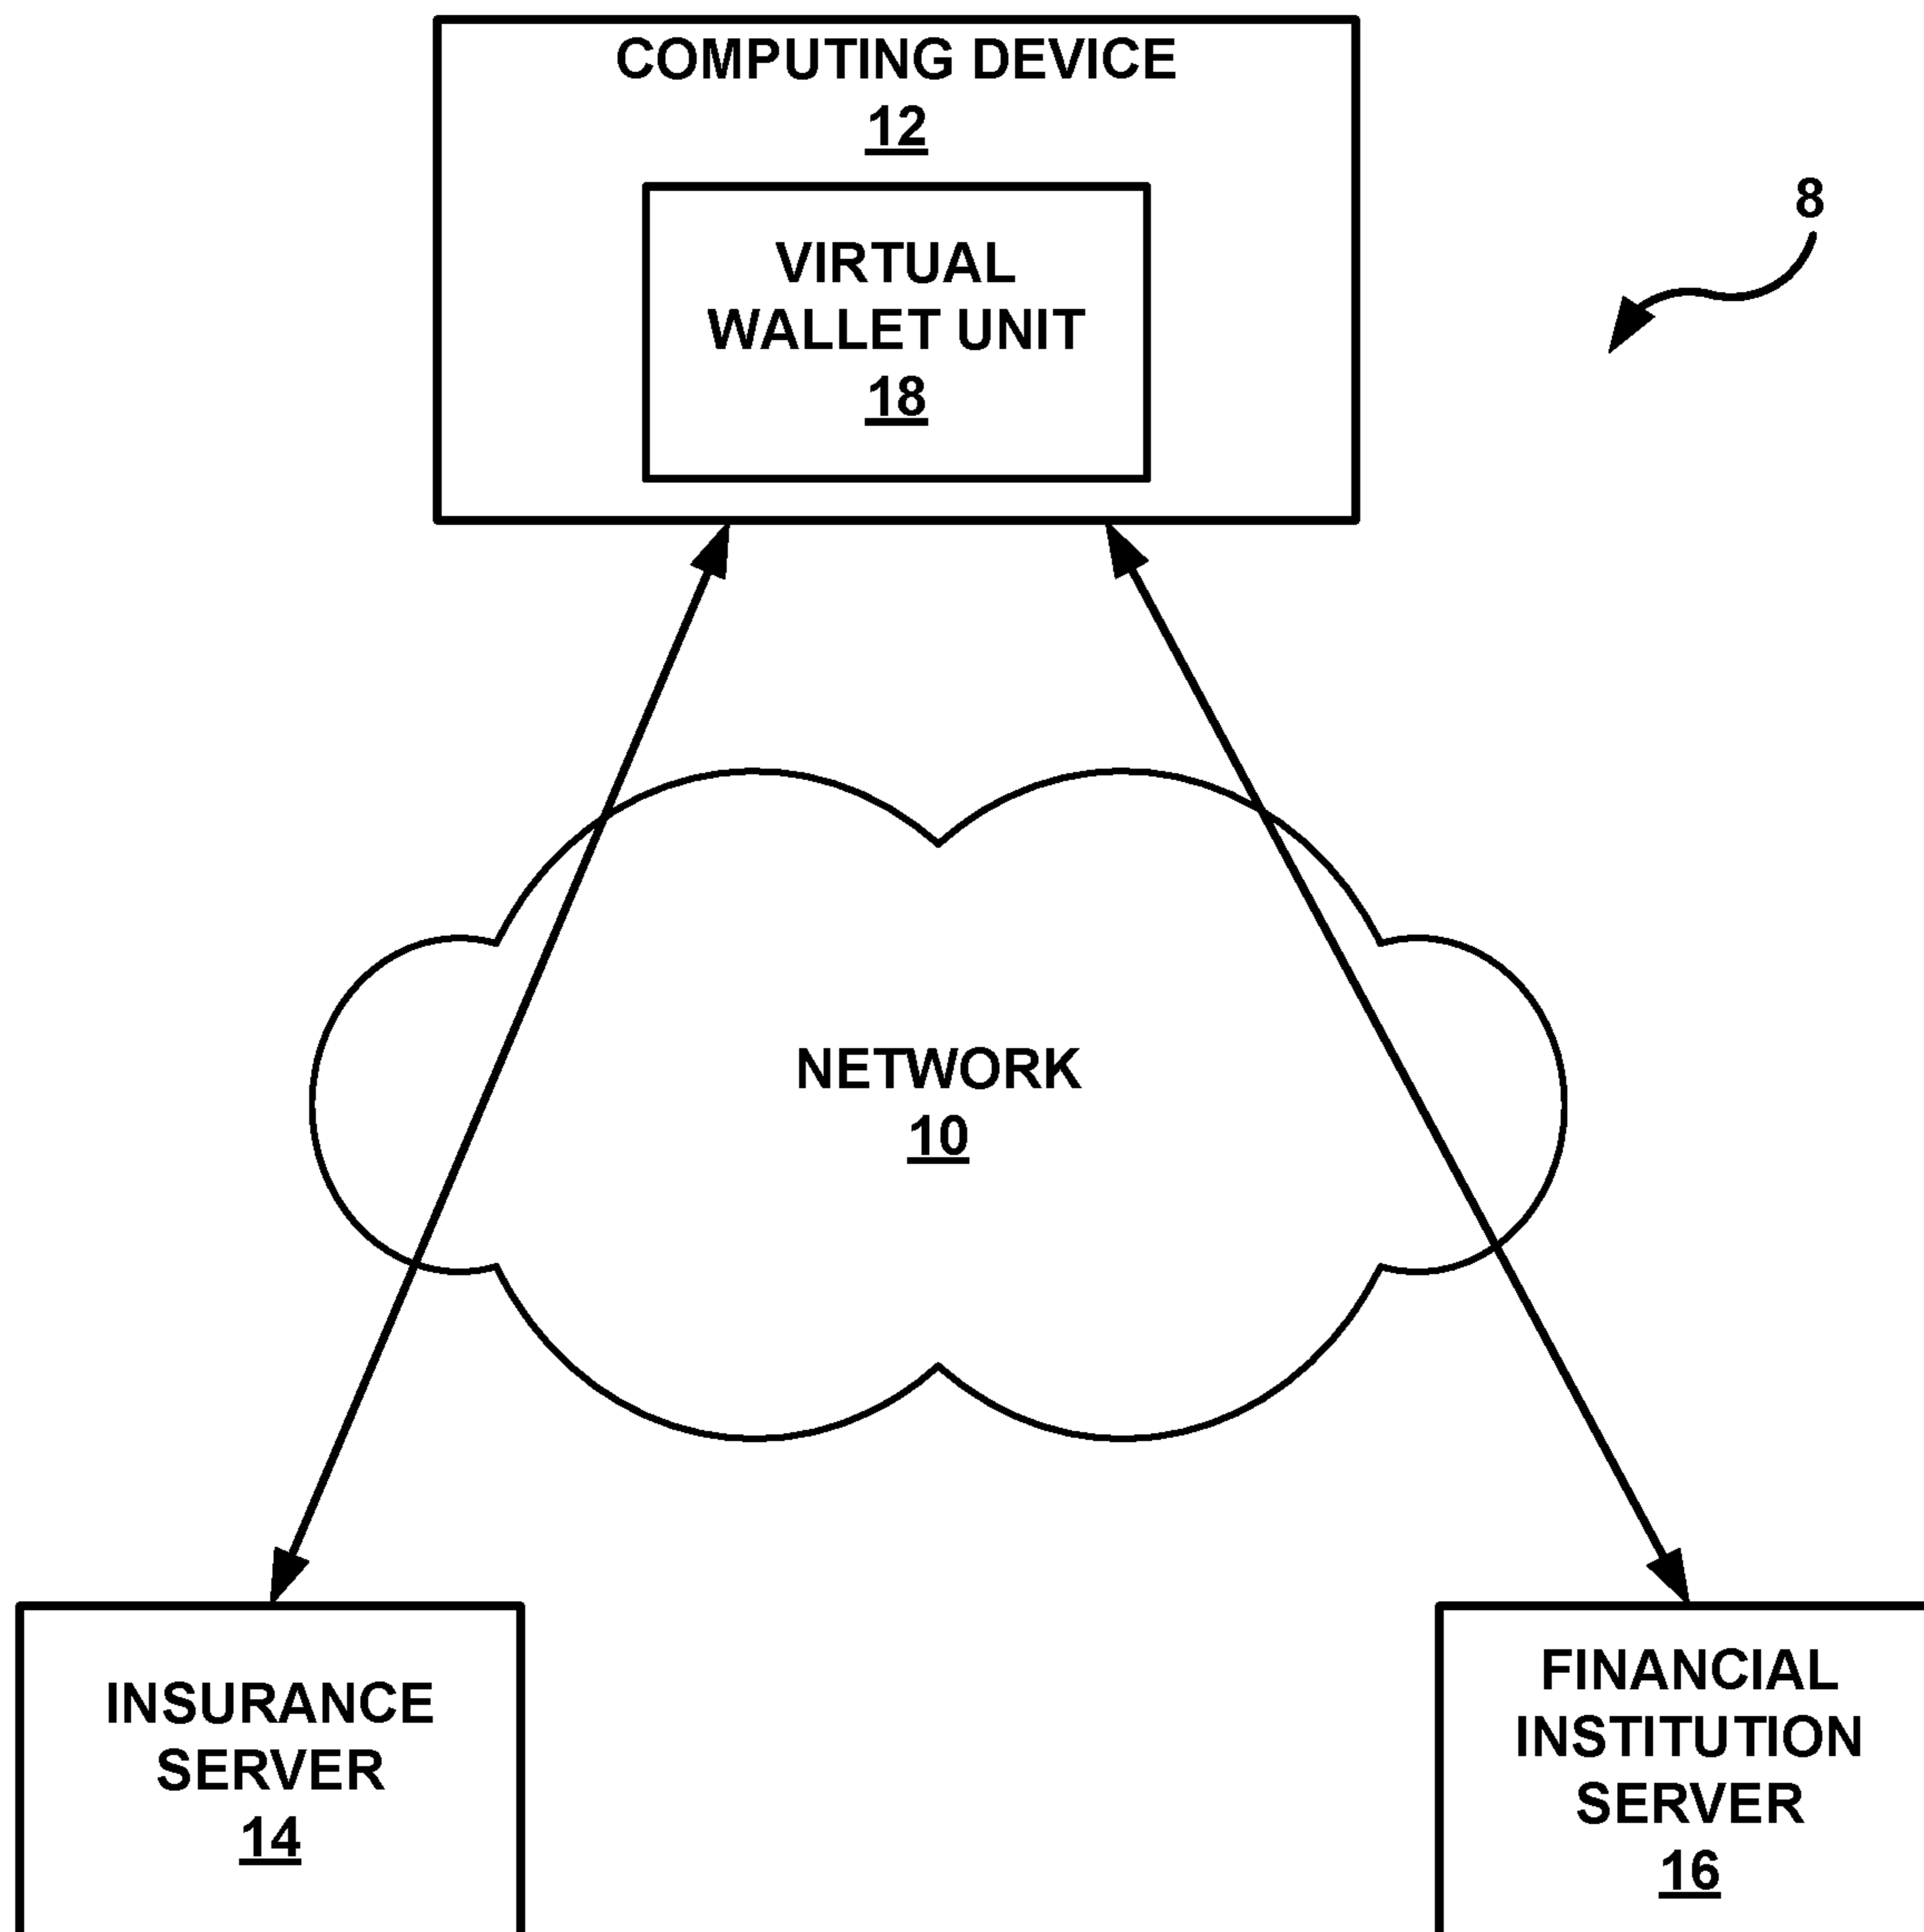 COMPUTING DEVICE
12
VIRTUAL
WALLET UNIT
18
8
NETWORK
10
INSURANCE
SERVER
14
FINANCIAL
INSTITUTION
SERVER
16